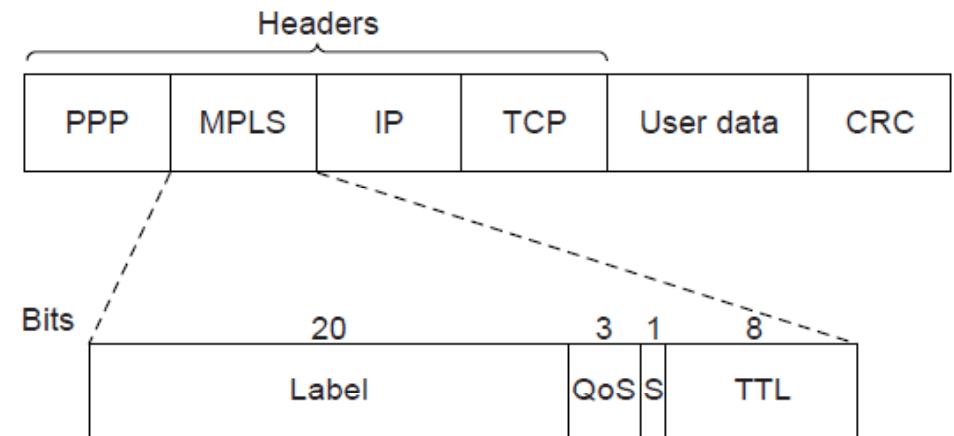 Headers
PPP MPLS IP TCP User data CRC
Bits 20 3 1 8
Label QoS S TTL